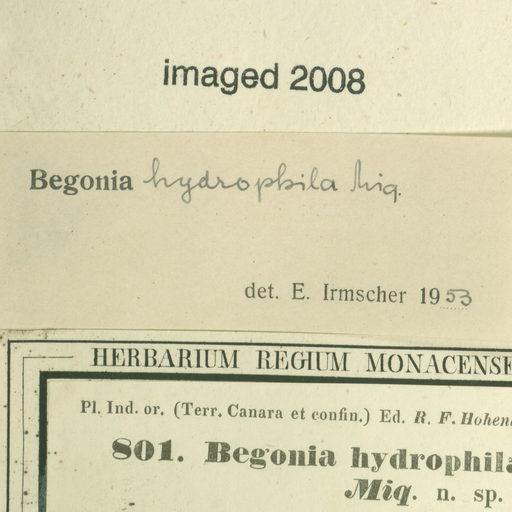 imaged 2008
Begonia hydrophila Miq.
det. E. Irmscher 1953
HERBARIUM REGIUM MONACENSE
Pl. Ind. or. (Terr. Canara et confin.) Ed. R. F. Hohen
801. Begonia hydrophila
Miq. n. sp.